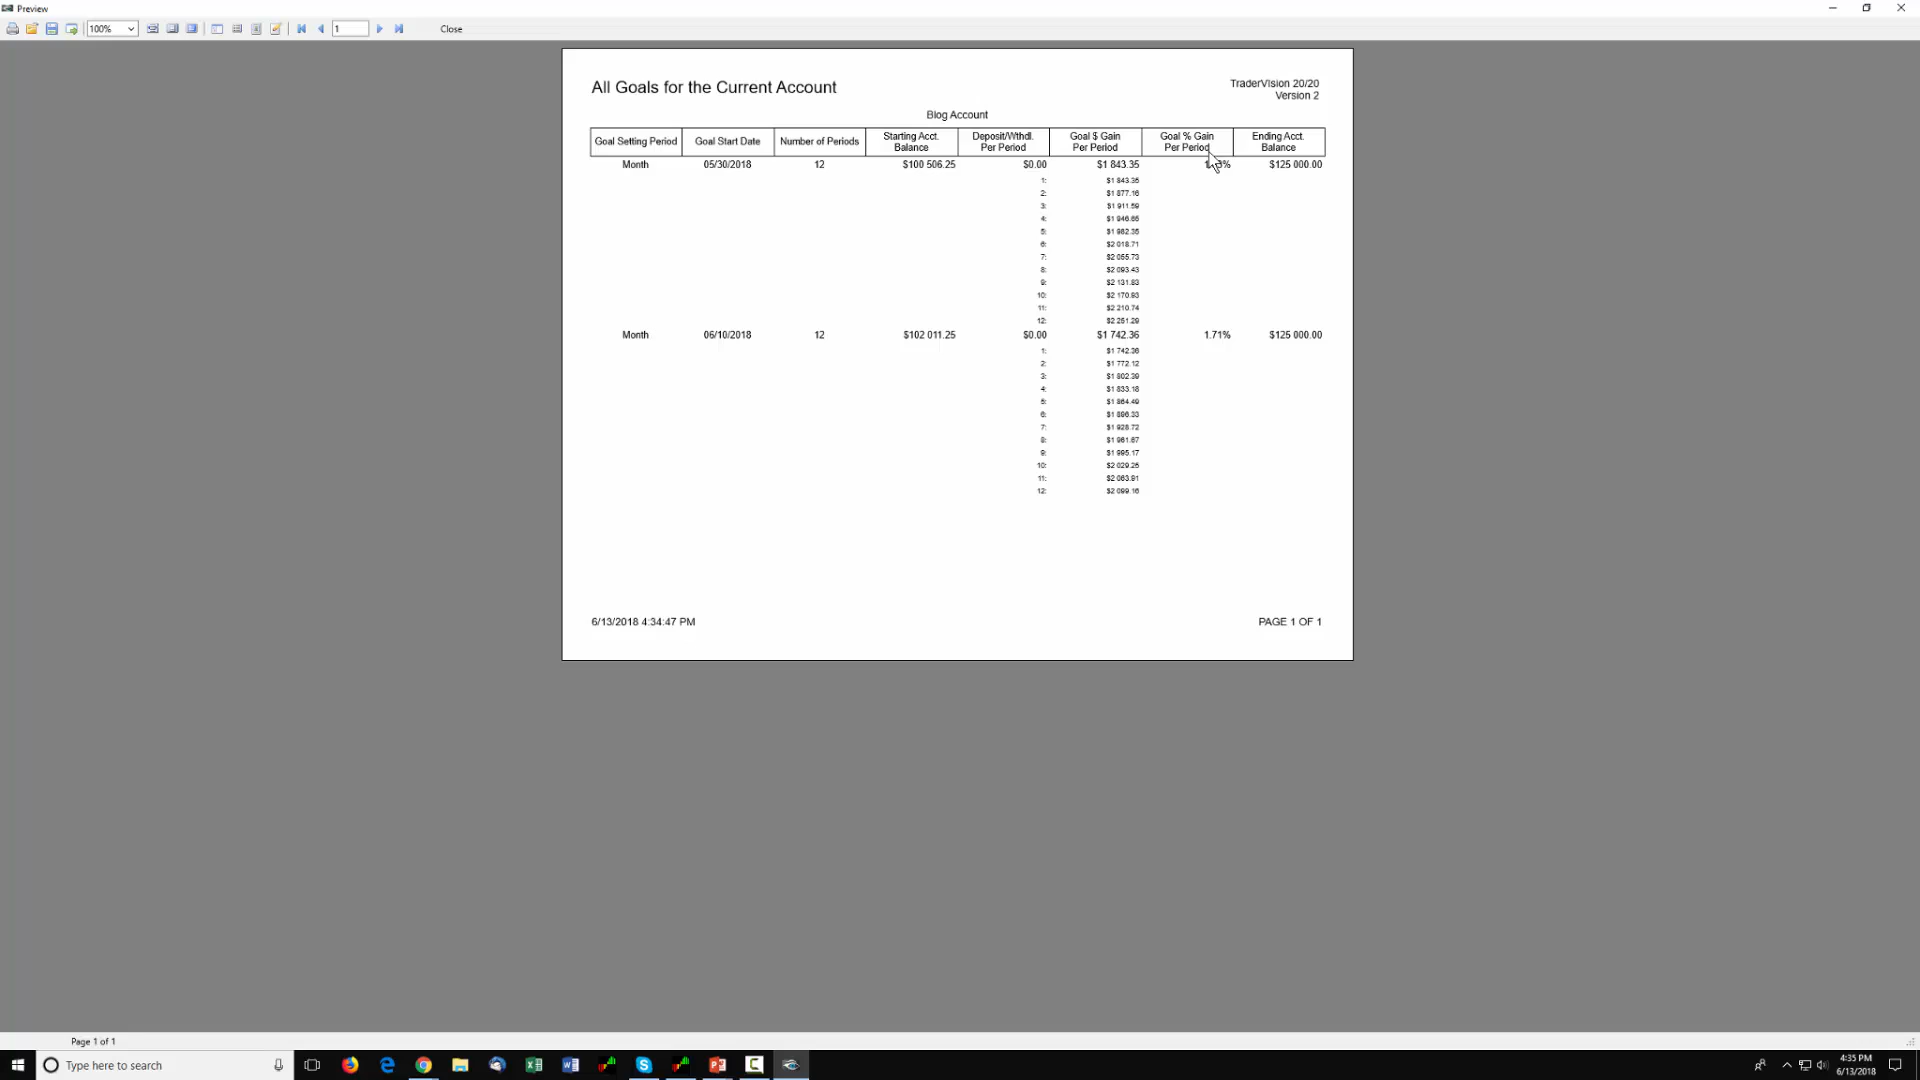 Preview
100%
1
Close
All Goals for the Current Account
TraderVIsion 20/20
Version 2
Blog Account
Goal Setting Period Goal Start Date Number of Periods Starting Acct. Balance Deposit/Wthdl. Per Period Goal $ Gain Per Period Goal % Gain Per Period Ending Acct. Balance
Month 05/30/2018 12 $100 506.25 $0.00 $1 843.35 $125 000.00
1: $1 843.35
2: $1 877.16
3: $1 911.59
4: $1 946.65
5: $1 982.35
6: $2 018.71
7: $2 055.73
8: $2 093.43
9: $2 131.83
10: $2 170.93
11: $2 210.74
12: $2 251.29
Month 06/10/2018 12 $102 011.25 $0.00 $1 742.36 1.71% $125 000.00
1: $1 742.36
2: $1 772.12
3: $1 802.39
4: $1 833.18
5: $1 864.49
6: $1 896.33
7: $1 928.72
8: $1 961.67
9: $1 995.17
10: $2 029.25
11: $2 063.91
12: $2 099.16
6/13/2018 4:34:47 PM
PAGE 1 OF 1
Page 1 of 1
Type here to search
4:35 PM
6/13/2018